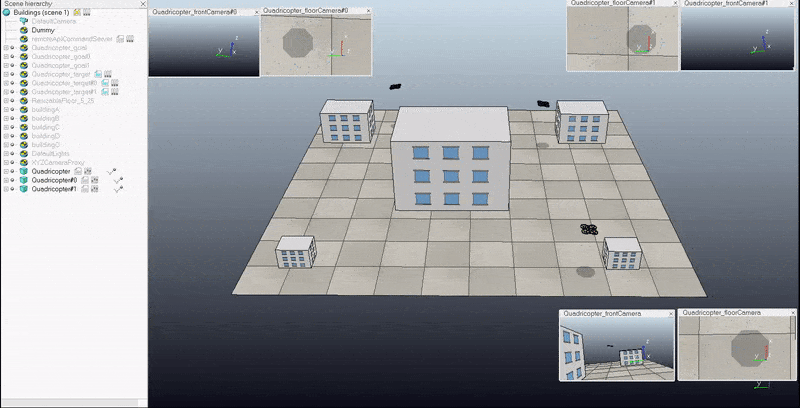 Scene hierarchy
Buildings (scene 1)
DefaultCamera
Dummy
remoteApiCommandServer
Quadricopter_goal
Quadricopter_goal0
Quadricopter_goal1
Quadricopter_target
Quadricopter_target#0
Quadricopter_target#1
ResizableFloor_5_25
buildingA
buildingB
buildingC
buildingD
buildingO
DefaultLights
XYZCameraProxy
Quadricopter
Quadricopter#0
Quadricopter#1
Quadricopter_frontCamera#0
Quadricopter_floorCamera#0
Quadricopter_floorCamera#1
Quadricopter_frontCamera#1
Quadricopter_frontCamera
Quadricopter_floorCamera